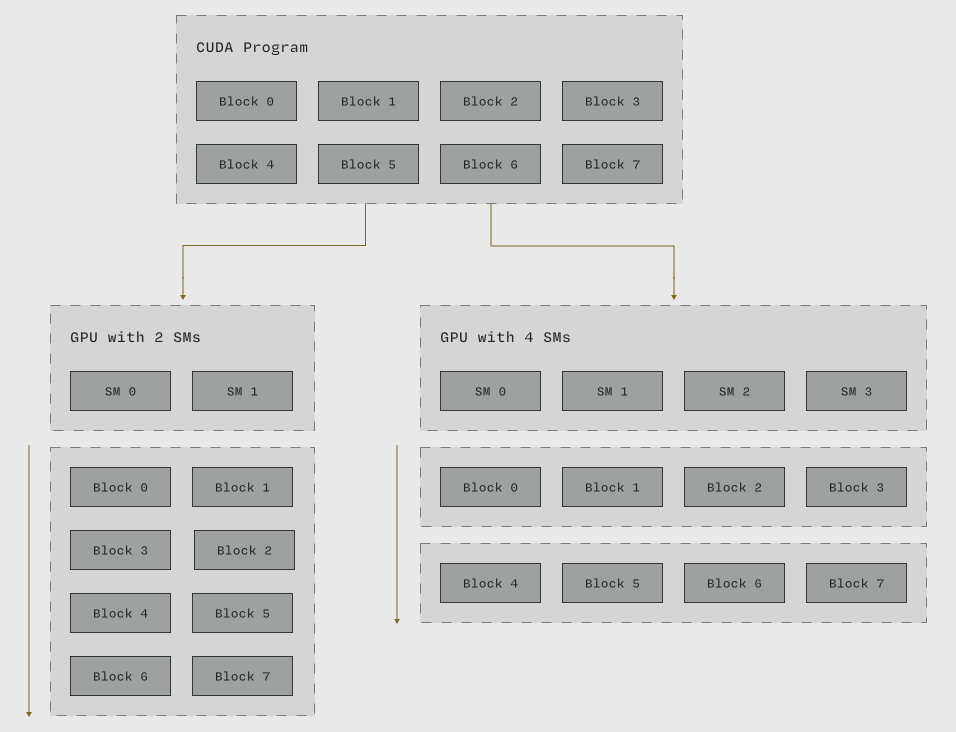 CUDA Program
Block 0 Block 1 Block 2 Block 3
Block 4 Block 5 Block 6 Block 7
GPU with 2 SMs
SM 0 SM 1
Block 0 Block 1
Block 3 Block 2
Block 4 Block 5
Block 6 Block 7
GPU with 4 SMs
SM 0 SM 1 SM 2 SM 3
Block 0 Block 1 Block 2 Block 3
Block 4 Block 5 Block 6 Block 7